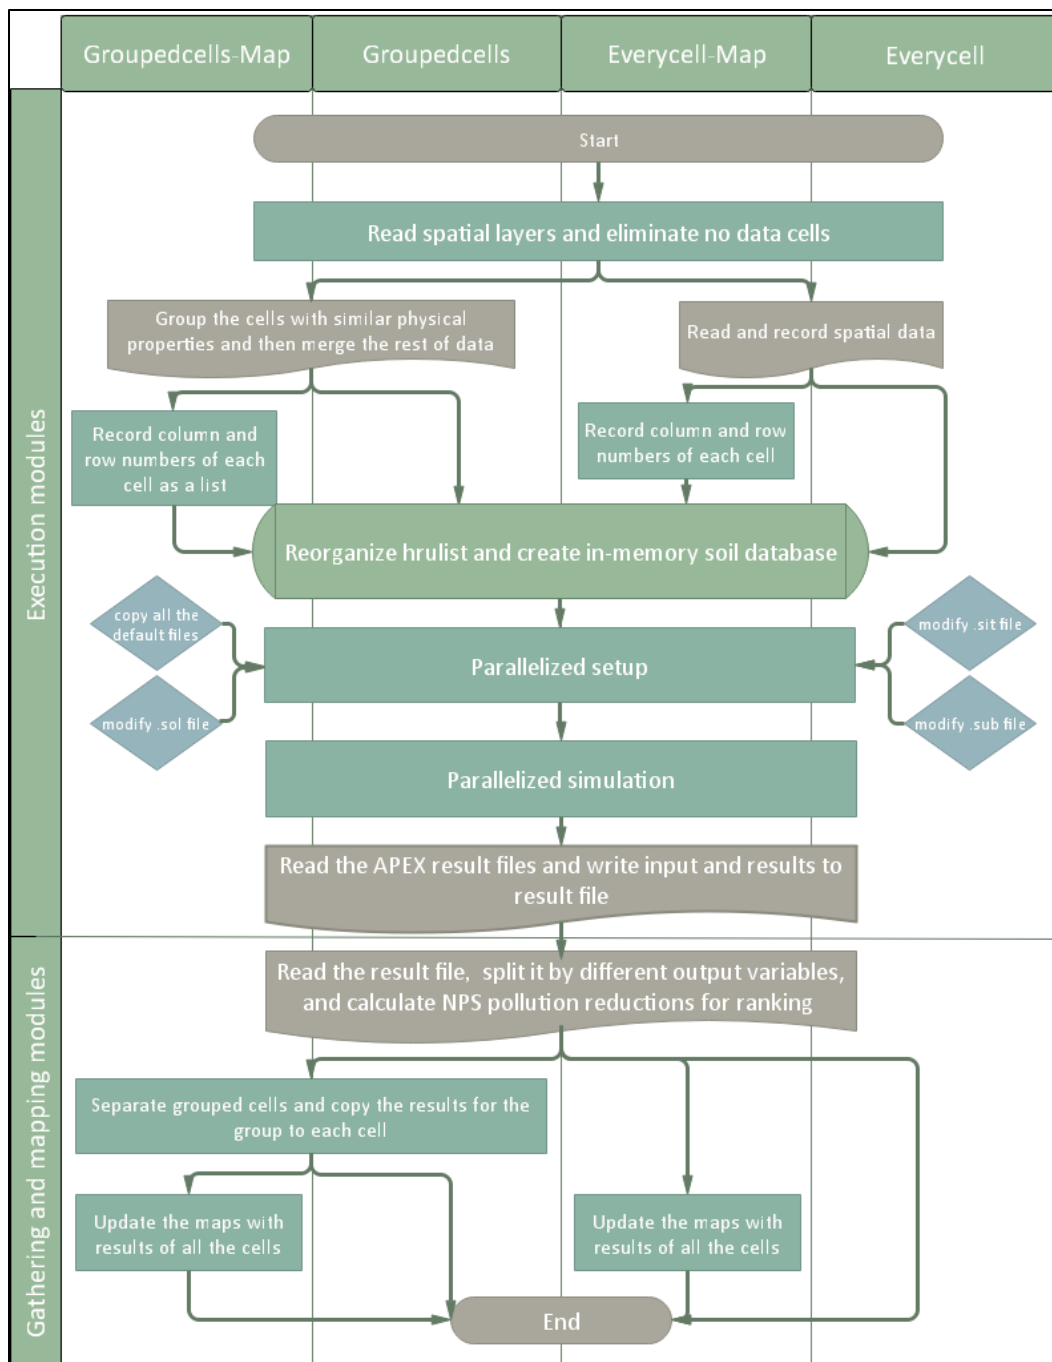 Groupedcells-Map
Groupedcells
Everycell-Map
Everycell
Execution modules
Start
Read spatial layers and eliminate no data cells
Group the cells with similar physical
properties and then merge the rest of data
Read and record spatial data
Record column and
row numbers of each
cell as a list
Record column and row
numbers of each cell
Reorganize hrulist and create in-memory soil database
copy all the
default files
modify .sit file
Parallelized setup
modify .sol file
modify .sub file
Parallelized simulation
Read the APEX result files and write input and results to
result file
Gathering and mapping modules
Read the result file, split it by different output variables,
and calculate NPS pollution reductions for ranking
Separate grouped cells and copy the results for the
group to each cell
Update the maps with
results of all the cells
Update the maps with
results of all the cells
End